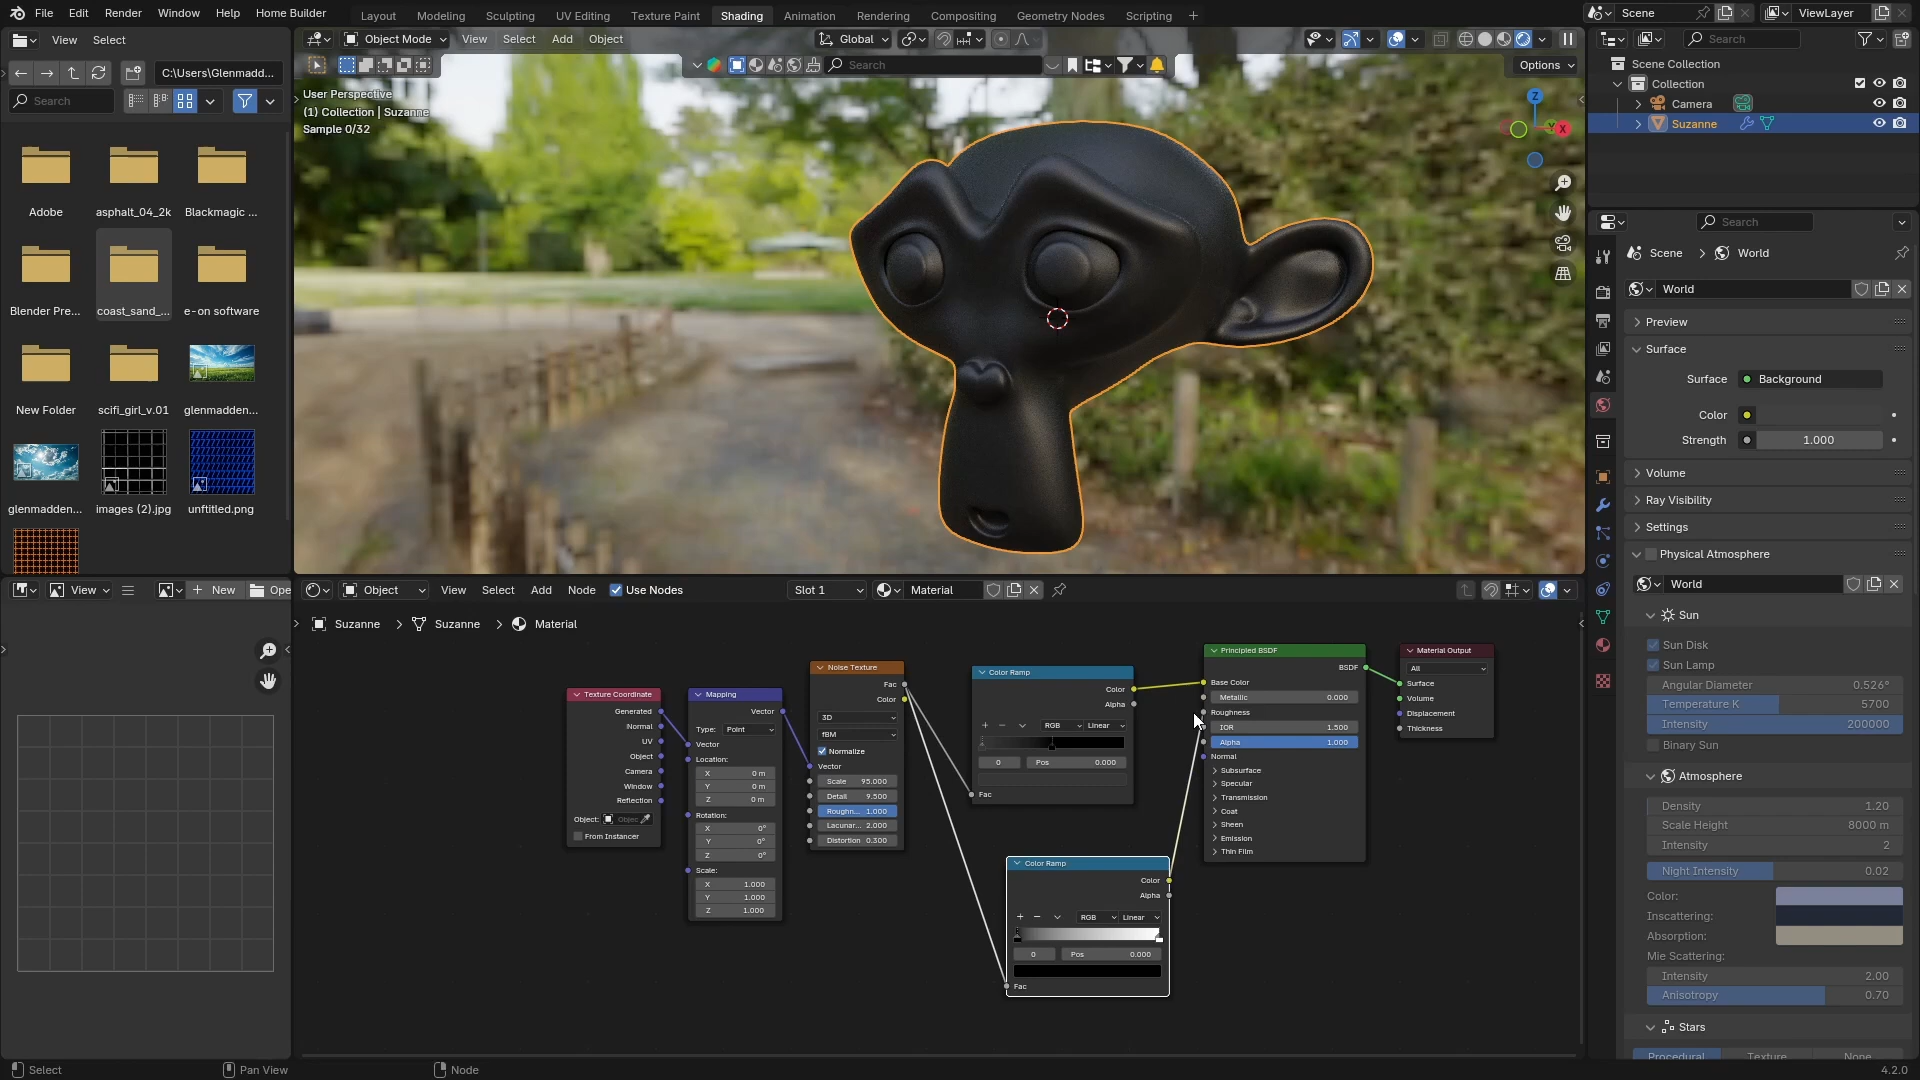 File Edit Render Window Help Home Builder
Layout Modeling Sculpting UV Editing Texture Paint Shading Animation Rendering Compositing Geometry Nodes Scripting +
Scene ViewLayer
View Select
C:\Users\Glenmadd...
Search
Adobe asphalt_04_2k Blackmagic ...
Blender Pre... coast_sand_... e-on software
New Folder scifi_girl_v.01 glenmadden...
glenmadden... images (2).jpg unftitled.png
Object Mode View Select Add Object Global
Search Options
User Perspective
(1) Collection | Suzanne
Sample 0/32
Z
X
Search
Scene Collection
Collection
Camera
Suzanne
Search
Scene > World
World
Preview
Surface
Surface Background
Color
Strength 1.000
Volume
Ray Visibility
Settings
Physical Atmosphere
World
Sun
Sun Disk
Sun Lamp
Angular Diameter 0.526°
Temperature K 5700
Intensity 200000
Binary Sun
Atmosphere
Density 1.20
Scale Height 8000 m
Intensity 2
Night Intensity 0.02
Color:
Inscattering:
Absorption:
Mie Scattering:
Intensity 2.00
Anisotropy 0.70
Stars
Procedural Texture None
View + New Ope
Object View Select Add Node Use Nodes Slot 1 Material
Suzanne > Suzanne > Material
Texture Coordinate
Generated
Normal
UV
Object
Camera
Window
Reflection
Object: Objec
From Instancer
Mapping
Vector
Type: Point
Vector
Location:
X 0 m
Y 0 m
Z 0 m
Rotation:
X 0°
Y 0°
Z 0°
Scale:
X 1.000
Y 1.000
Z 1.000
Noise Texture
Fac
Color
3D
fBM
Normalize
Vector
Scale 95.000
Detail 9.500
Roughn... 1.000
Lacunar... 2.000
Distortion 0.300
Color Ramp
Color
Alpha
RGB Linear
0 Pos 0.000
Fac
Color Ramp
Color
Alpha
RGB Linear
0 Pos 0.000
Fac
Principled BSDF
BSDF
Base Color
Metallic 0.000
Roughness
IOR 1.500
Alpha 1.000
Normal
Subsurface
Specular
Transmission
Coat
Sheen
Emission
Thin Film
Material Output
All
Surface
Volume
Displacement
Thickness
Select Pan View Node 4.2.0